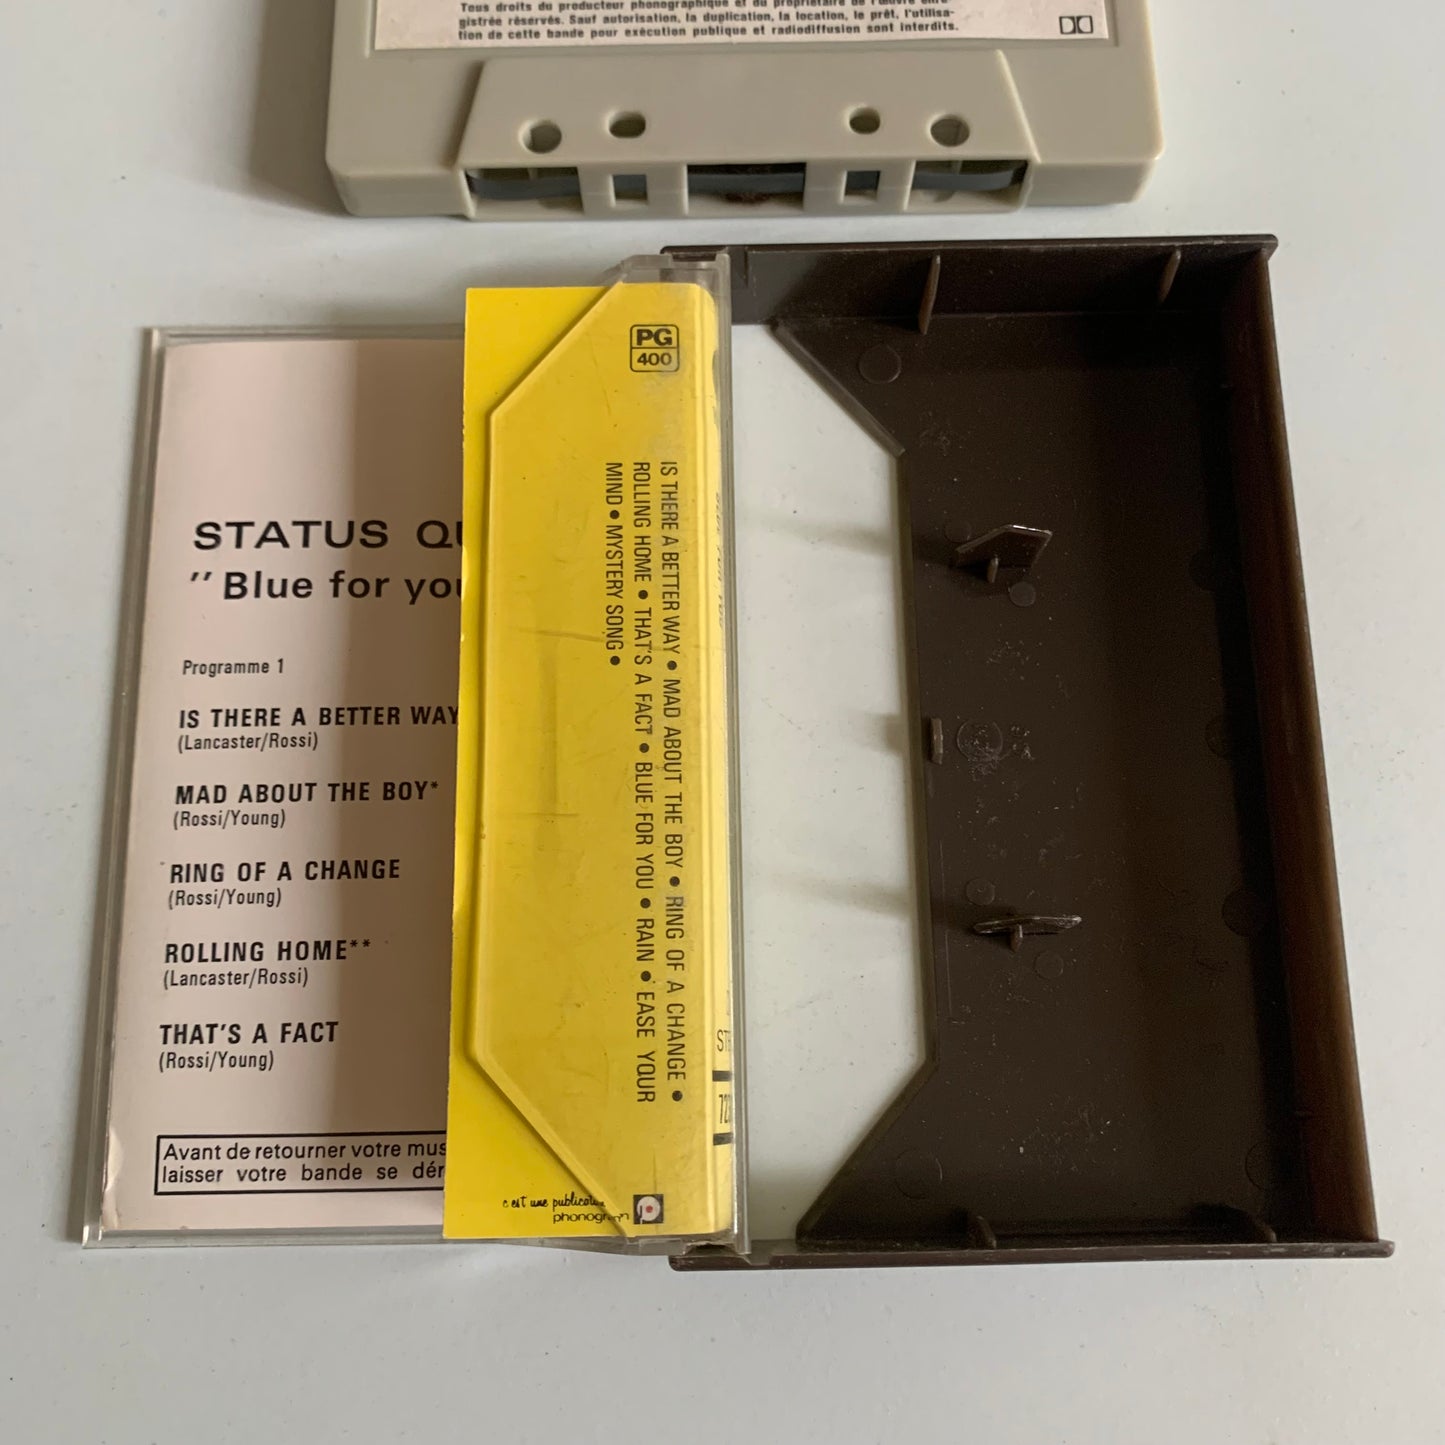 Tous droits du producteur phonographique et du propriétaire de l'œuvre enre-
gistrée réservés. Sauf autorisation, la duplication, la location, le prêt, l'utilisa-
tion de cette bande pour exécution publique et radiodiffusion sont interdits.
STATUS QU
"Blue for you
Programme 1
IS THERE A BETTER WAY
(Lancaster/Rossi)
MAD ABOUT THE BOY*
(Rossi/Young)
RING OF A CHANGE
(Rossi/Young)
ROLLING HOME**
(Lancaster/Rossi)
THAT'S A FACT
(Rossi/Young)
Avant de retourner votre mus
laisser votre bande se dér
PG
400
IS THERE A BETTER WAY • MAD ABOUT THE BOY • RING OF A CHANGE •
ROLLING HOME • THAT'S A FACT • BLUE FOR YOU • RAIN • EASE YOUR
MIND • MYSTERY SONG •
c est une publication
phonogram
ST
72